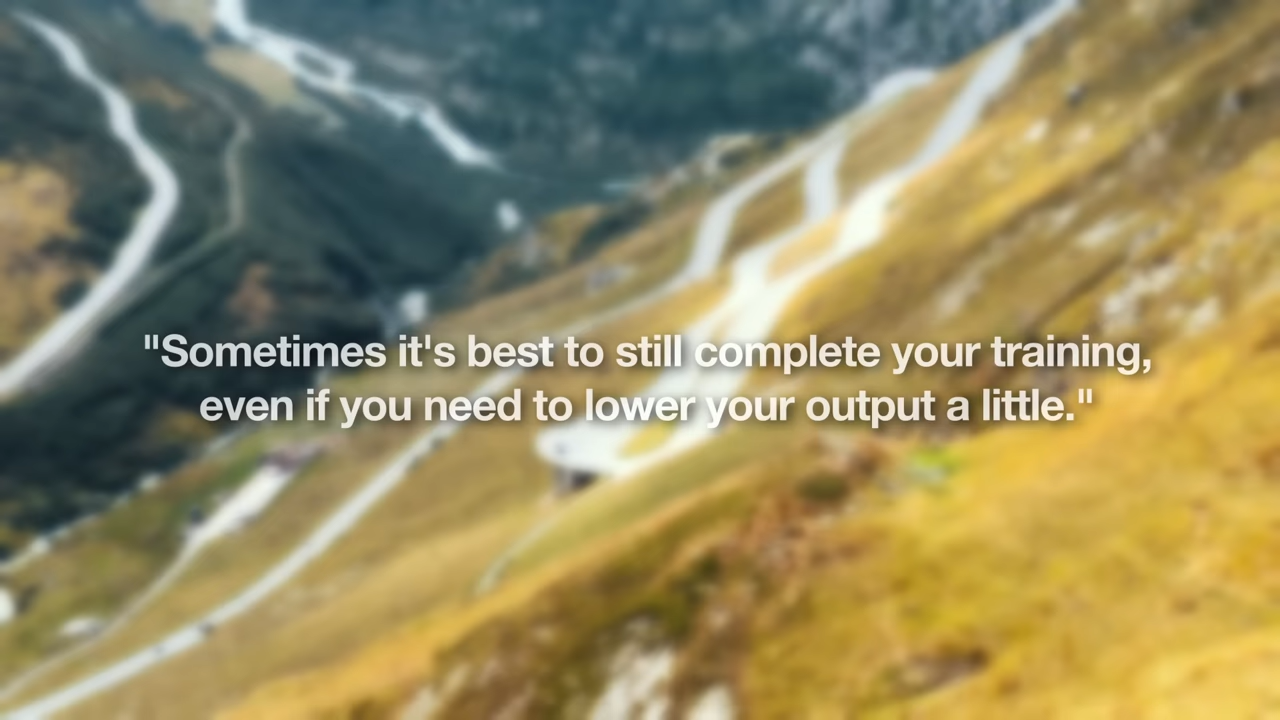 "Sometimes it's best to still complete your training,
even if you need to lower your output a little."